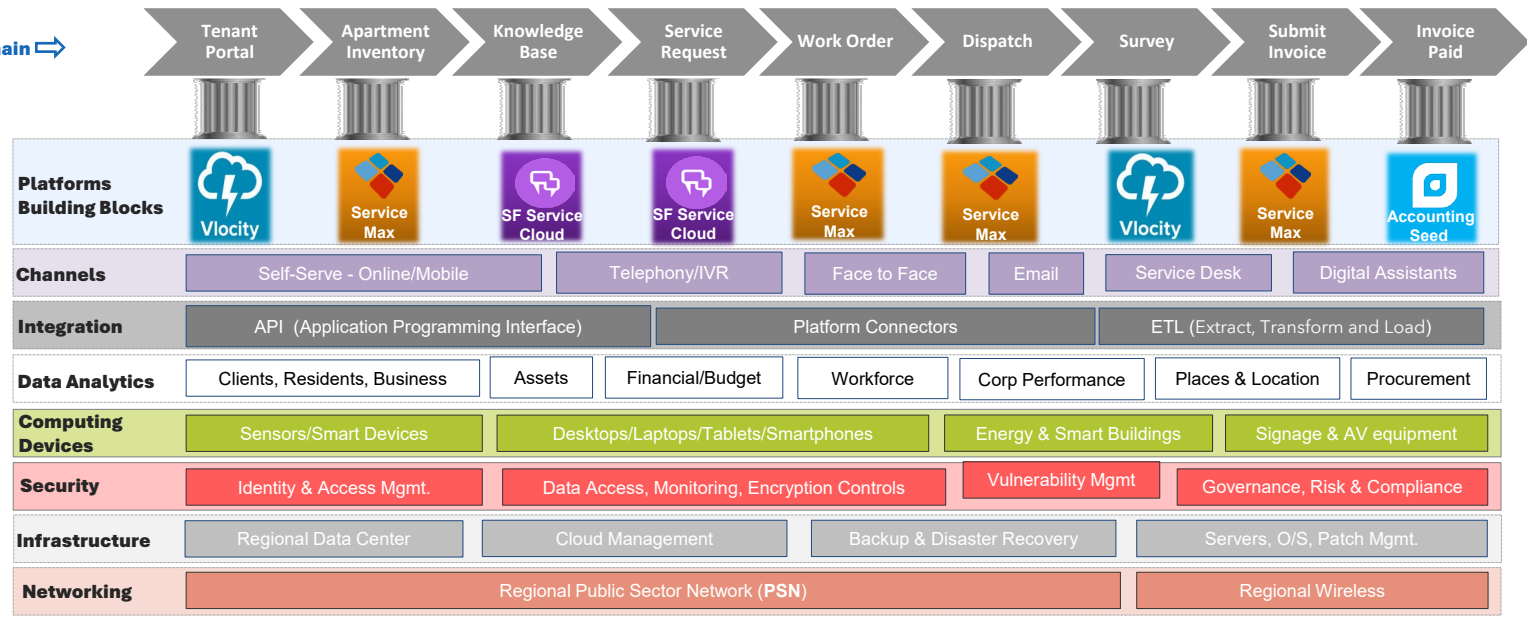 Tenant
Portal
Apartment
Inventory
Knowledge
Base
Service
Request
Work Order
Dispatch
Survey
Submit
Invoice
Invoice
Paid
ain
Platforms
Building Blocks
Vlocity
Service
Max
SF Service
Cloud
SF Service
Cloud
Service
Max
Service
Max
Vlocity
Service
Max
Accounting
Seed
Channels
Self-Serve - Online/Mobile
Telephony/IVR
Face to Face
Email
Service Desk
Digital Assistants
Integration
API (Application Programming Interface)
Platform Connectors
ETL (Extract, Transform and Load)
Data Analytics
Clients, Residents, Business
Assets
Financial/Budget
Workforce
Corp Performance
Places & Location
Procurement
Computing
Devices
Sensors/Smart Devices
Desktops/Laptops/Tablets/Smartphones
Energy & Smart Buildings
Signage & AV equipment
Security
Identity & Access Mgmt.
Data Access, Monitoring, Encryption Controls
Vulnerability Mgmt
Governance, Risk & Compliance
Infrastructure
Regional Data Center
Cloud Management
Backup & Disaster Recovery
Servers, O/S, Patch Mgmt.
Networking
Regional Public Sector Network (PSN)
Regional Wireless